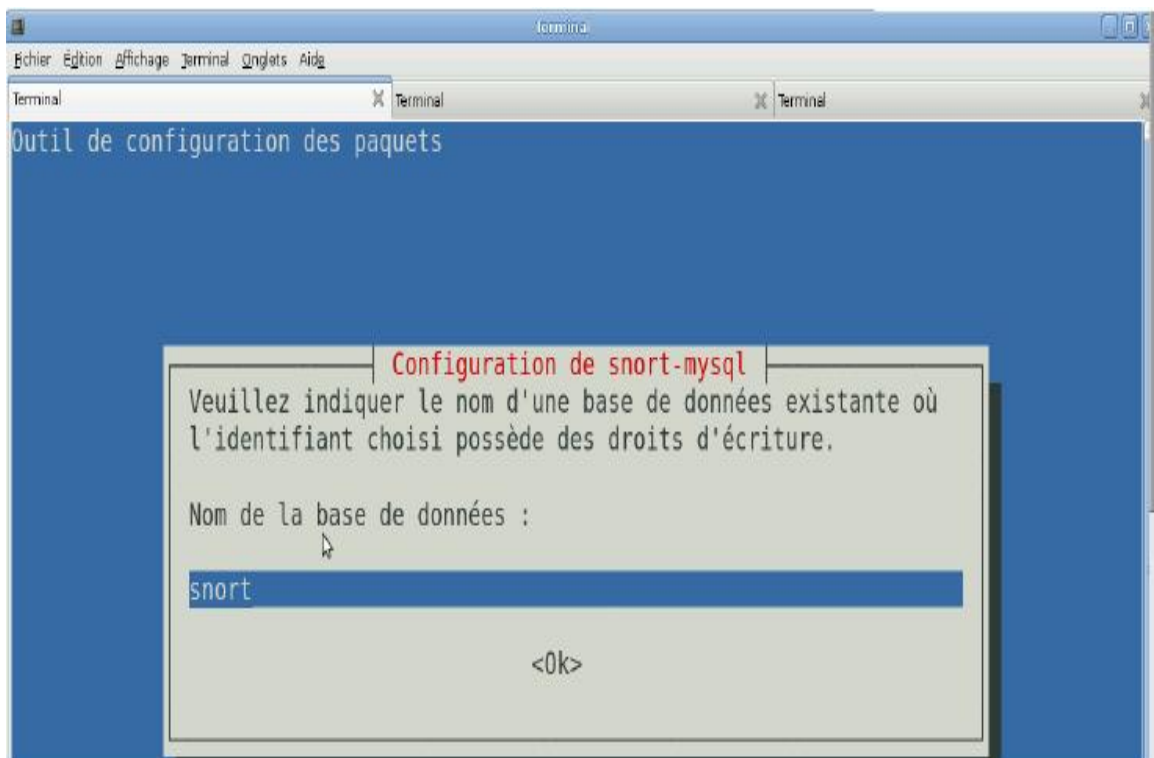 Terminal
Fichier Édition Affichage Terminal Onglets Aide
Terminal Terminal Terminal
Outil de configuration des paquets
Configuration de snort-mysql
Veuillez indiquer le nom d'une base de données existante où
l'identifiant choisi possède des droits d'écriture.
Nom de la base de données :
snort
<Ok>